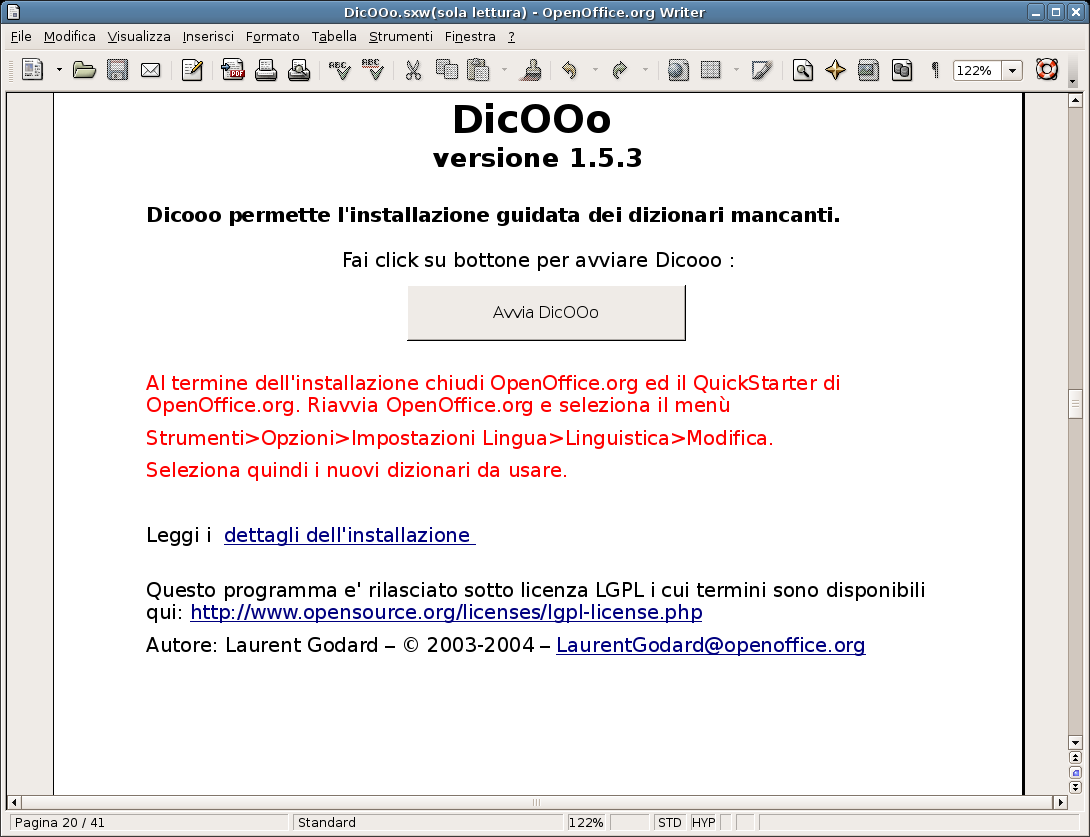 DicOOo.sxw(sola lettura) - OpenOffice.org Writer
File Modifica Visualizza Inserisci Formato Tabella Strumenti Finestra ?
PDF ABC ABC 122%
DicOOo
versione 1.5.3
Dicooo permette l'installazione guidata dei dizionari mancanti.
Fai click su bottone per avviare Dicooo :
Avvia DicOOo
Al termine dell'installazione chiudi OpenOffice.org ed il QuickStarter di
OpenOffice.org. Riavvia OpenOffice.org e seleziona il menù
Strumenti>Opzioni>Impostazioni Lingua>Linguistica>Modifica.
Seleziona quindi i nuovi dizionari da usare.
Leggi i dettagli dell'installazione
Questo programma e' rilasciato sotto licenza LGPL i cui termini sono disponibili
qui: http://www.opensource.org/licenses/lgpl-license.php
Autore: Laurent Godard – © 2003-2004 – LaurentGodard@openoffice.org
Pagina 20 / 41 Standard 122% STD HYP